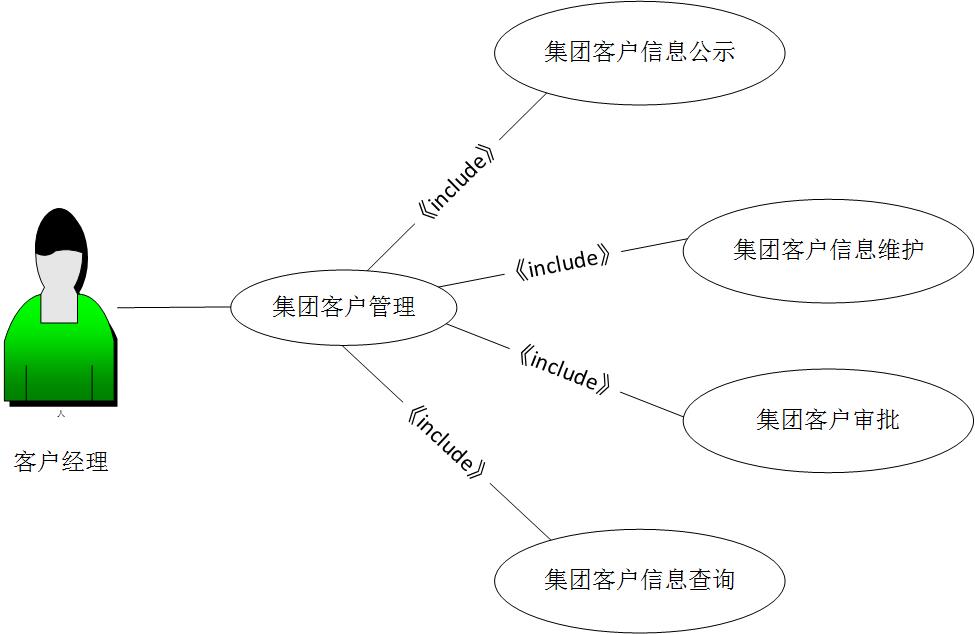 集团客户信息公示
《include》
《include》
集团客户信息维护
集团客户管理
《include》
集团客户审批
人
《include》
客户经理
集团客户信息查询